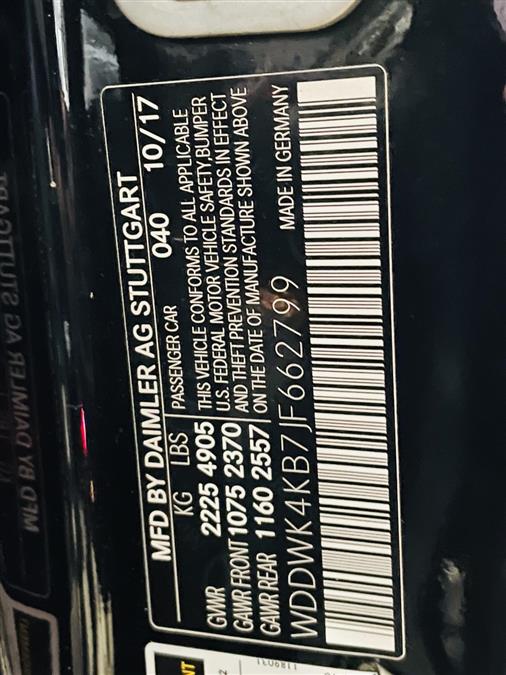 MFD BY DAIMLER AG STUTTGART
KG LBS PASSENGER CAR 040 10/17
GVWR 2225 4905 THIS VEHICLE CONFORMS TO ALL APPLICABLE
U.S. FEDERAL MOTOR VEHICLE SAFETY, BUMPER
GAWR FRONT 1075 2370 AND THEFT PREVENTION STANDARDS IN EFFECT
GAWR REAR 1160 2557 ON THE DATE OF MANUFACTURE SHOWN ABOVE
WDDWK4KB7JF662799 MADE IN GERMANY